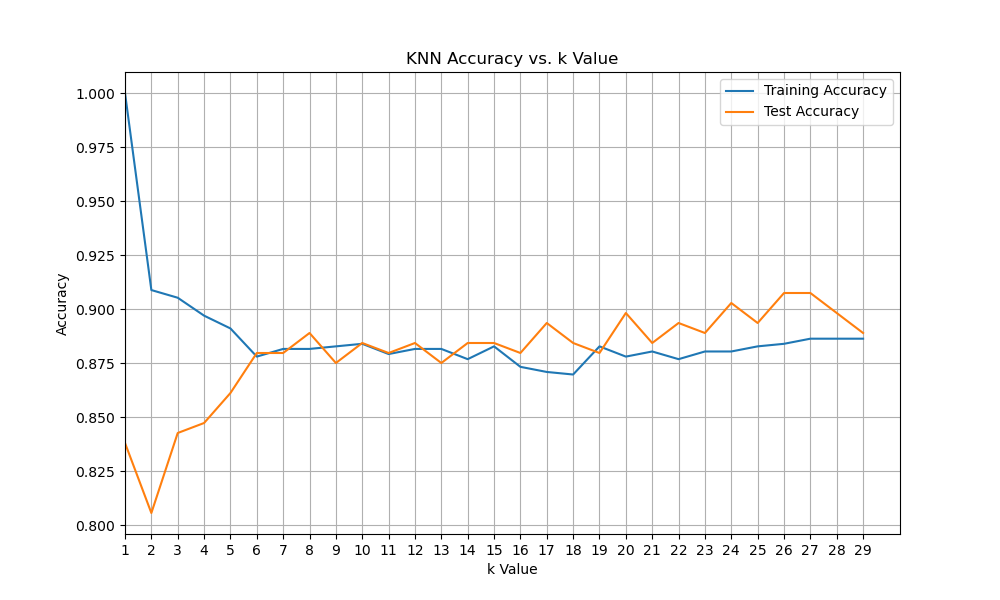 KNN Accuracy vs. k Value
Training Accuracy
Test Accuracy
1.000
0.975
0.950
0.925
0.900
0.875
0.850
0.825
0.800
Accuracy
1 2 3 4 5 6 7 8 9 10 11 12 13 14 15 16 17 18 19 20 21 22 23 24 25 26 27 28 29
k Value